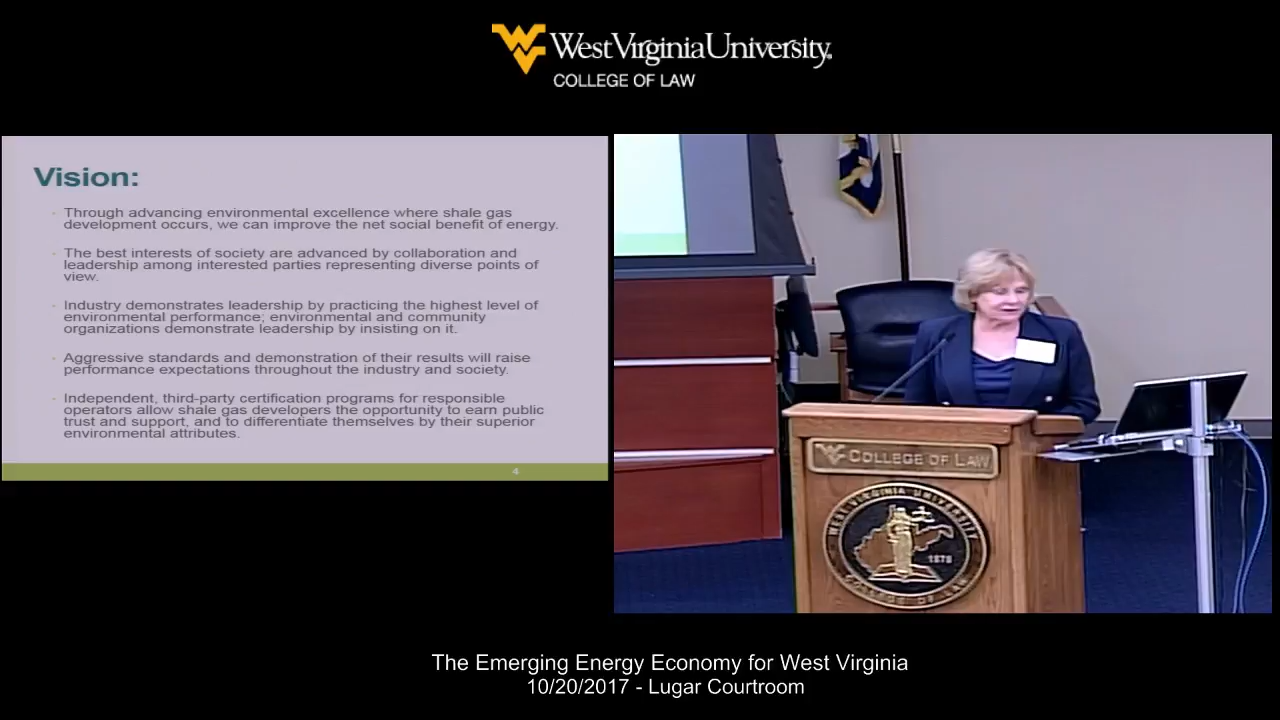 WestVirginiaUniversity.
COLLEGE OF LAW
Vision:
· Through advancing environmental excellence where shale gas
development occurs, we can improve the net social benefit of energy.
· The best interests of society are advanced by collaboration and
leadership among interested parties representing diverse points of
view.
· Industry demonstrates leadership by practicing the highest level of
environmental performance; environmental and community
organizations demonstrate leadership by insisting on it.
· Aggressive standards and demonstration of their results will raise
performance expectations throughout the industry and society.
· Independent, third-party certification programs for responsible
operators allow shale gas developers the opportunity to earn public
trust and support, and to differentiate themselves by their superior
environmental attributes.
4
COLLEGE OF LAW
WEST VIRGINIA UNIVERSITY
1878
COLLEGE OF LAW
The Emerging Energy Economy for West Virginia
10/20/2017 - Lugar Courtroom